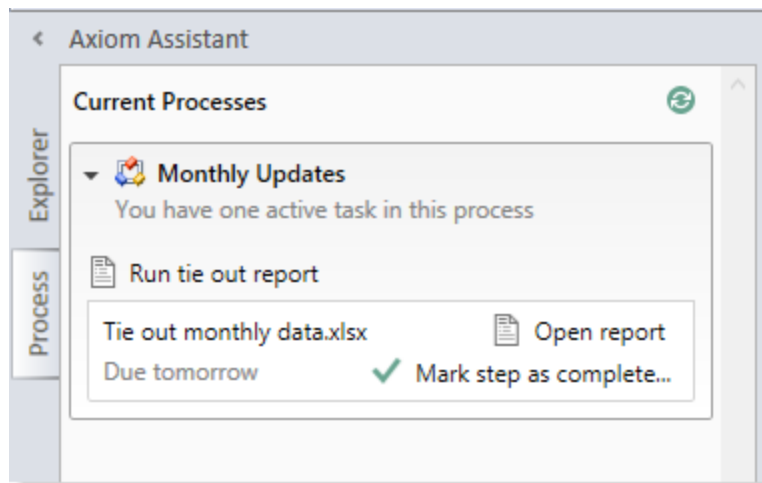 Axiom Assistant
Explorer
Process
Current Processes
Monthly Updates
You have one active task in this process
Run tie out report
Tie out monthly data.xlsx
Open report
Due tomorrow
Mark step as complete...